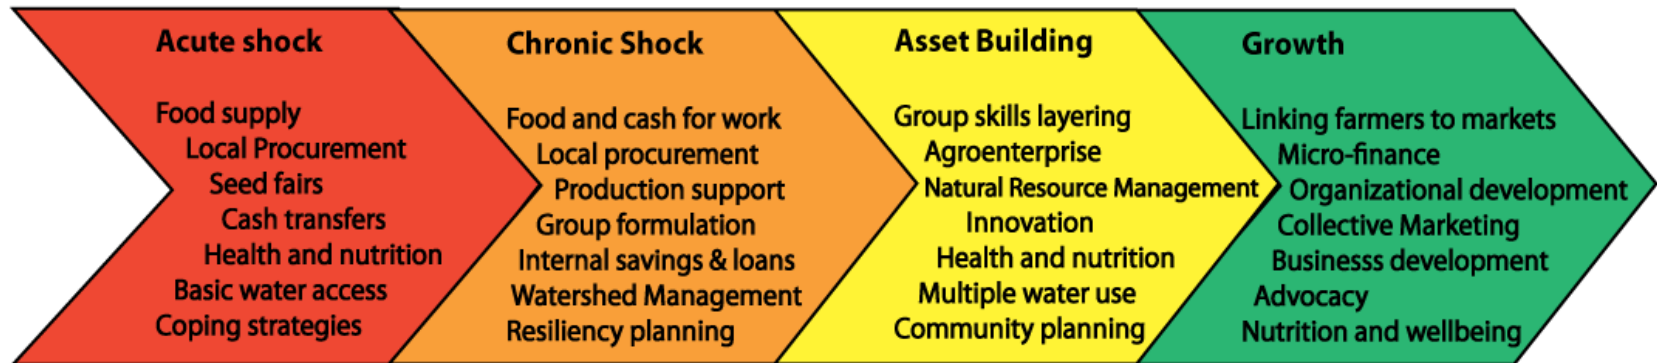 Acute shock
Food supply
Local Procurement
Seed fairs
Cash transfers
Health and nutrition
Basic water access
Coping strategies
Chronic Shock
Food and cash for work
Local procurement
Production support
Group formulation
Internal savings & loans
Watershed Management
Resiliency planning
Asset Building
Group skills layering
Agroenterprise
Natural Resource Management
Innovation
Health and nutrition
Multiple water use
Community planning
Growth
Linking farmers to markets
Micro-finance
Organizational development
Collective Marketing
Businesss development
Advocacy
Nutrition and wellbeing